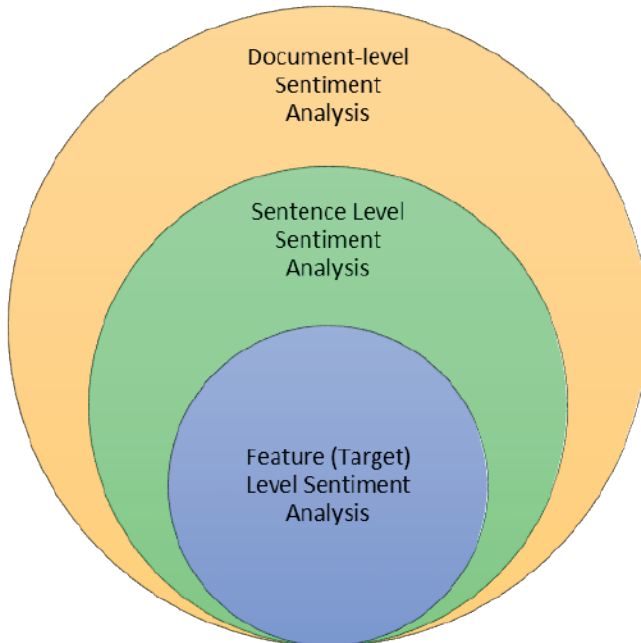 Document-level
Sentiment
Analysis
Sentence Level
Sentiment
Analysis
Feature (Target)
Level Sentiment
Analysis